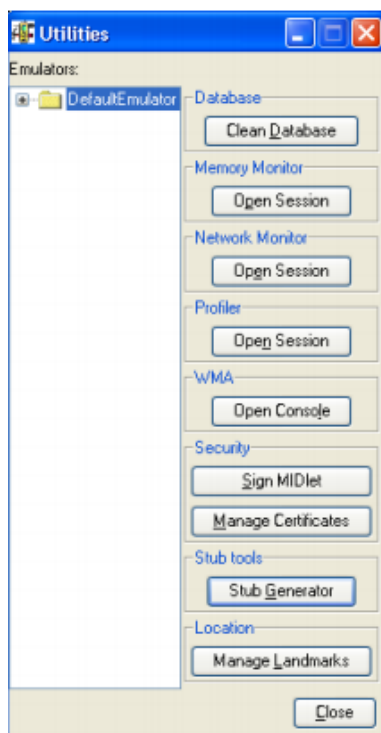 Utilities
Emulators:
DefaultEmulator
Database
Clean Database
Memory Monitor
Open Session
Network Monitor
Open Session
Profiler
Open Session
WMA
Open Console
Security
Sign MIDlet
Manage Certificates
Stub tools
Stub Generator
Location
Manage Landmarks
Close